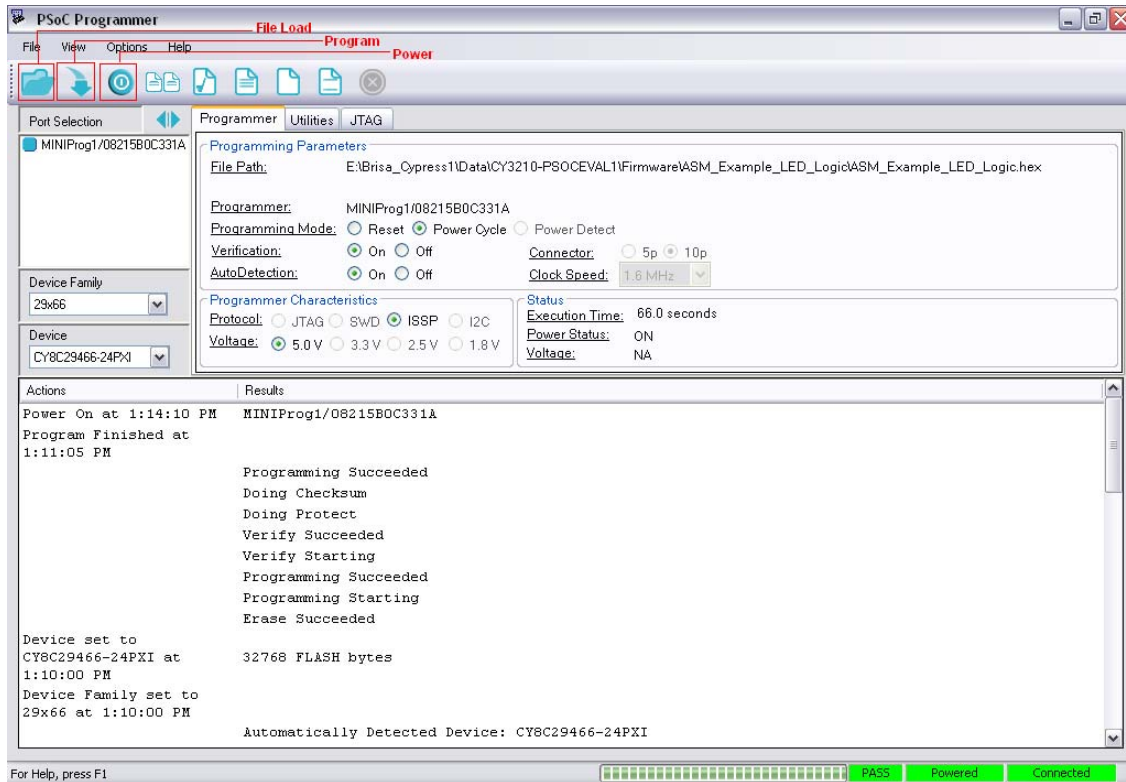 PSoC Programmer
File Load
File View Options Help
Program
Power
Port Selection
Programmer Utilities JTAG
MINIProg1/08215B0C331A
Programming Parameters
File Path: E:\Brisa_Cypress1\Data\CY3210-PSOCEVAL1\Firmware\ASM_Example_LED_Logic\ASM_Example_LED_Logic.hex
Programmer: MINIProg1/08215B0C331A
Programming Mode: Reset Power Cycle Power Detect
Verification: On Off Connector: 5p 10p
AutoDetection: On Off Clock Speed: 1.6 MHz
Device Family
29x66
Device
CY8C29466-24PXI
Programmer Characteristics
Protocol: JTAG SWD ISSP I2C
Voltage: 5.0 V 3.3 V 2.5 V 1.8 V
Status
Execution Time: 66.0 seconds
Power Status: ON
Voltage: NA
Actions Results
Power On at 1:14:10 PM MINIProg1/08215B0C331A
Program Finished at
1:11:05 PM
Programming Succeeded
Doing Checksum
Doing Protect
Verify Succeeded
Verify Starting
Programming Succeeded
Programming Starting
Erase Succeeded
Device set to
CY8C29466-24PXI at 32768 FLASH bytes
1:10:00 PM
Device Family set to
29x66 at 1:10:00 PM
Automatically Detected Device: CY8C29466-24PXI
For Help, press F1 PASS Powered Connected